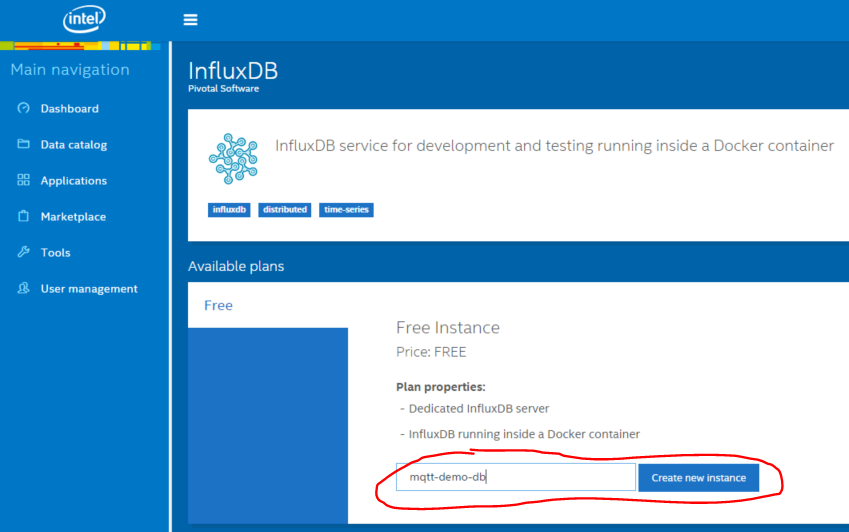 intel
Main navigation
Dashboard
Data catalog
Applications
Marketplace
Tools
User management
InfluxDB
Pivotal Software
InfluxDB service for development and testing running inside a Docker container
influxdb distributed time-series
Available plans
Free
Free Instance
Price: FREE
Plan properties:
- Dedicated InfluxDB server
- InfluxDB running inside a Docker container
mqtt-demo-db Create new instance